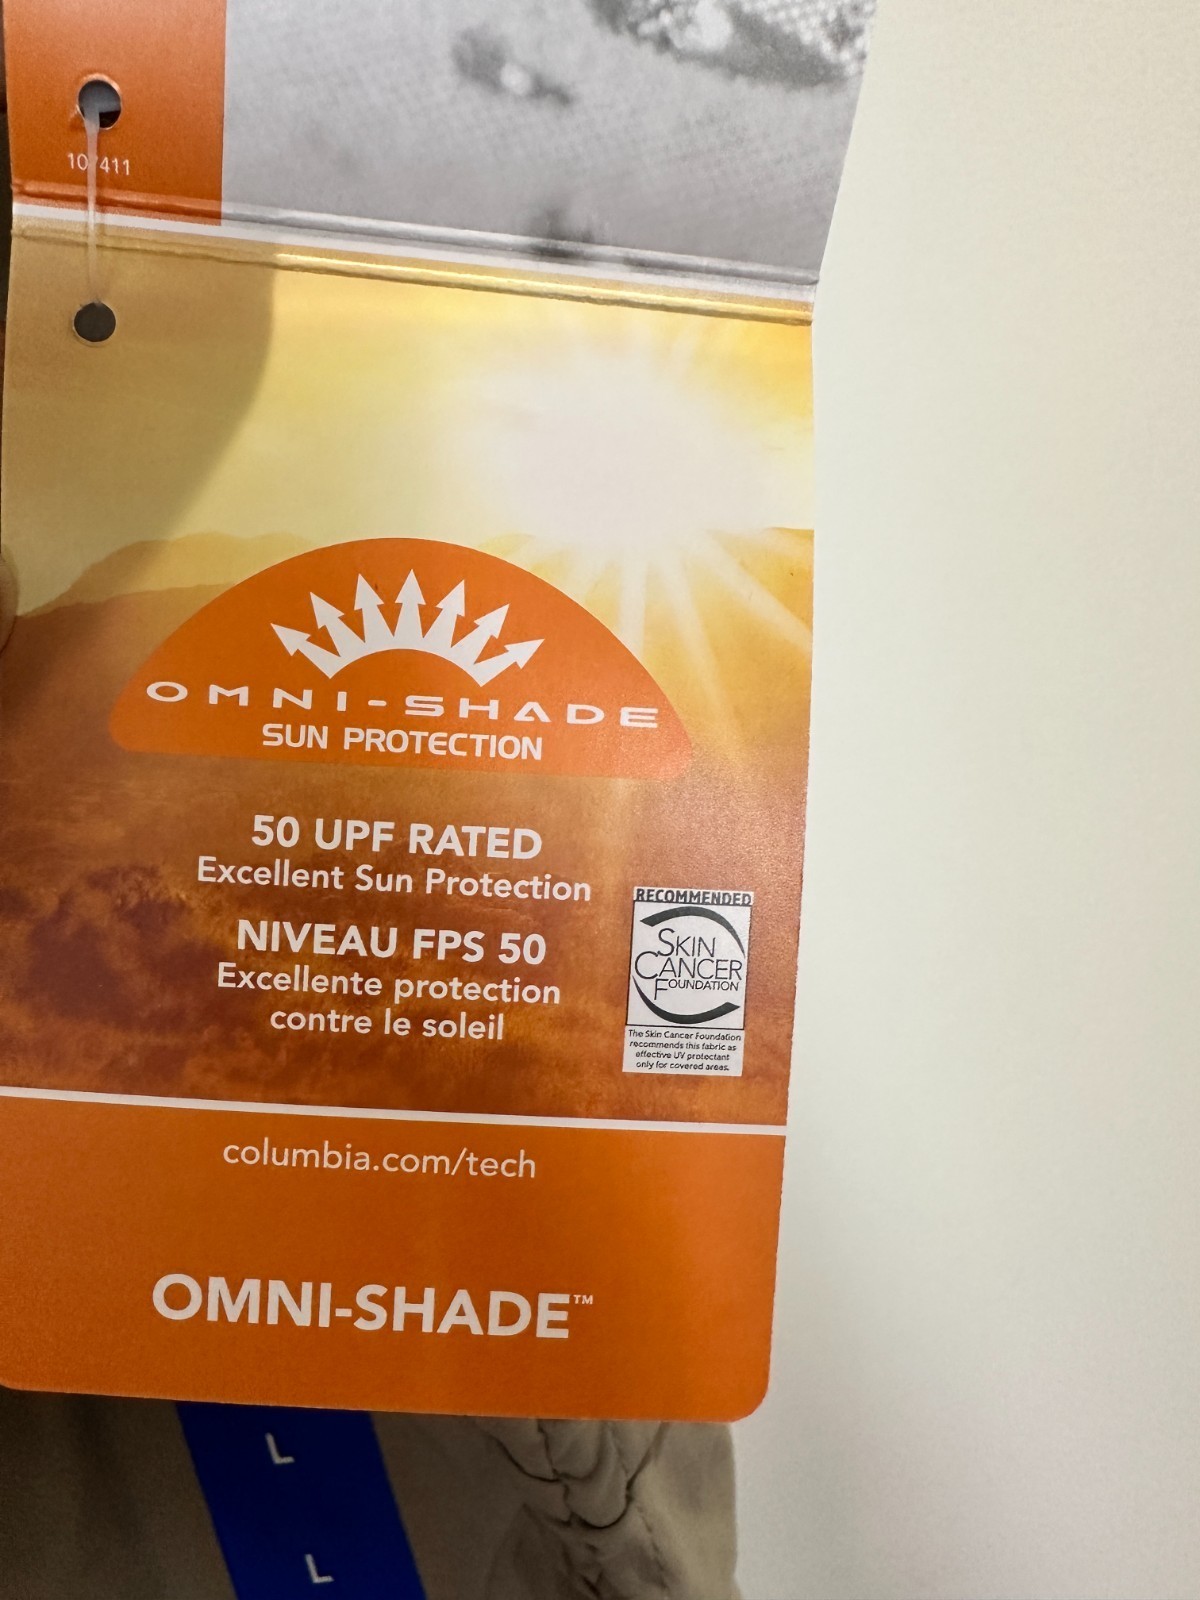 OMNI-SHADE
SUN PROTECTION
50 UPF RATED
Excellent Sun Protection
NIVEAU FPS 50
Excellente protection
contre le soleil
RECOMMENDED
SKIN
CANCER
FOUNDATION
The Skin Cancer Foundation
recommends this fabric as
effective UV protectant
only for covered areas.
columbia.com/tech
OMNI-SHADE™
L
L